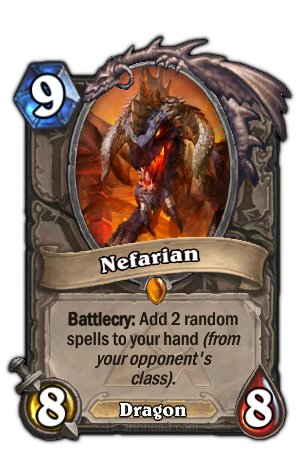 9
Nefarian
Battlecry: Add 2 random
spells to your hand (from
your opponent's
class).
8
Dragon
8